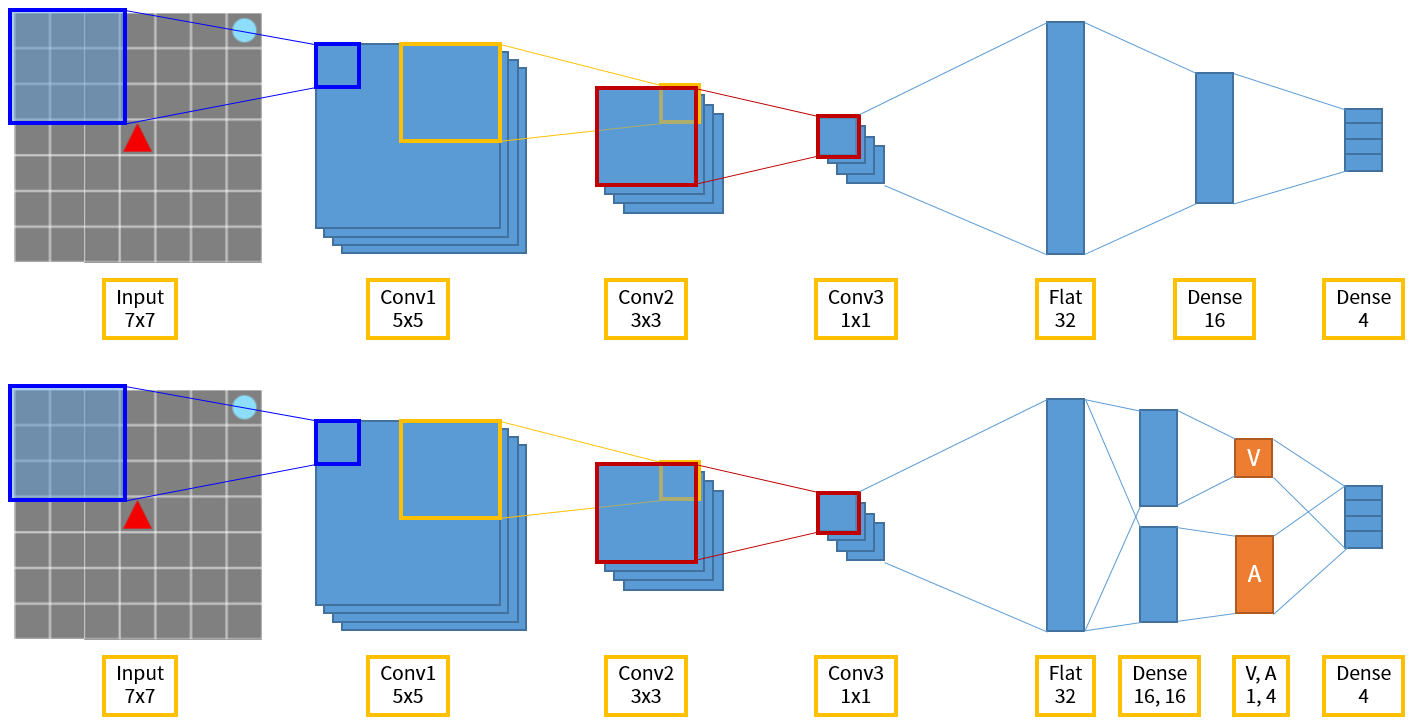 Input
7x7
Conv1
5x5
Conv2
3x3
Conv3
1x1
Flat
32
Dense
16
Dense
4
V
A
Input
7x7
Conv1
5x5
Conv2
3x3
Conv3
1x1
Flat
32
Dense
16, 16
V, A
1, 4
Dense
4